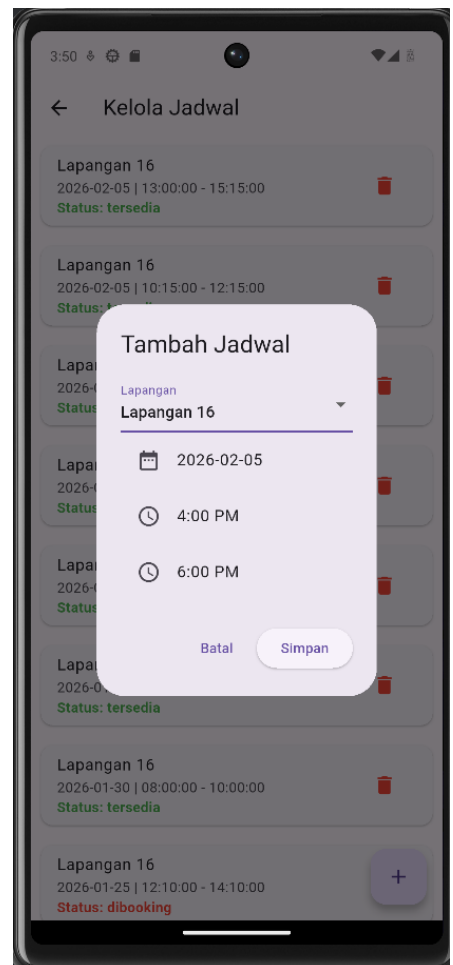 3:50
Kelola Jadwal
Lapangan 16
2026-02-05 | 13:00:00 - 15:15:00
Status: tersedia
Lapangan 16
2026-02-05 | 10:15:00 - 12:15:00
Status:
Tambah Jadwal
Lapangan
Lapangan 16
2026-02-05
4:00 PM
6:00 PM
Batal
Simpan
Status: tersedia
Lapangan 16
2026-01-30 | 08:00:00 - 10:00:00
Status: tersedia
Lapangan 16
2026-01-25 | 12:10:00 - 14:10:00
Status: dibooking
+